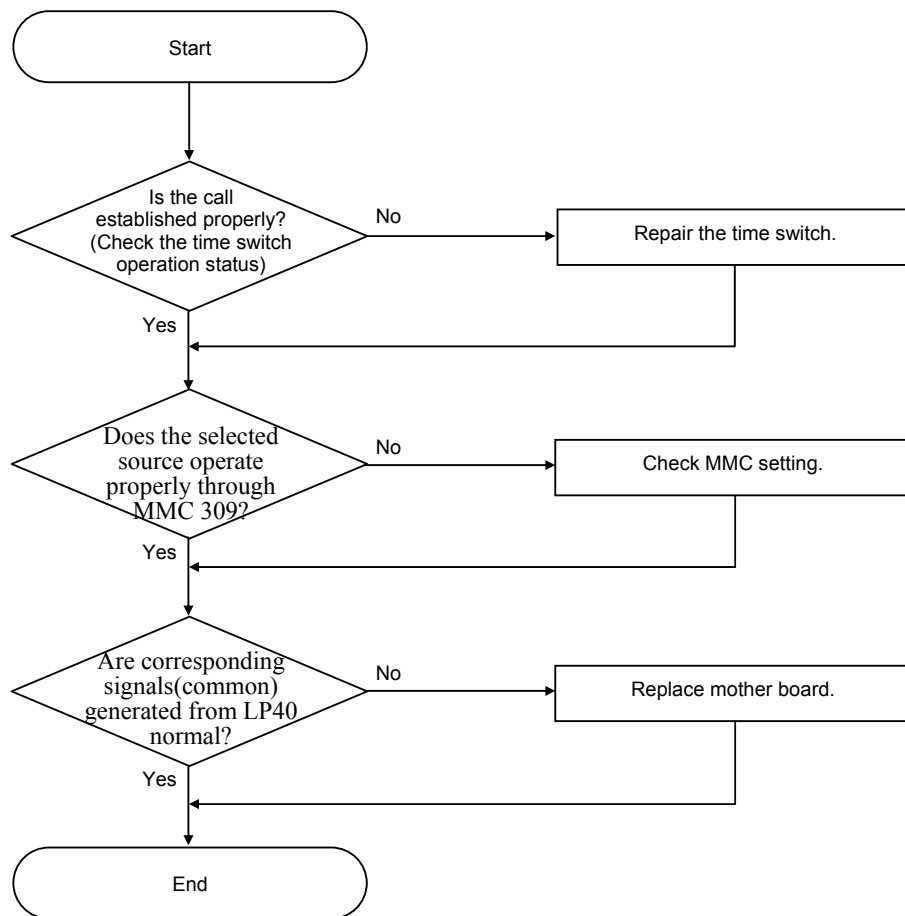 Start
Is the call
established properly?
(Check the time switch
operation status)
No
Repair the time switch.
Yes
Does the selected
source operate
properly through
MMC 309?
No
Check MMC setting.
Yes
Are corresponding
signals(common)
generated from LP40
normal?
No
Replace mother board.
Yes
End